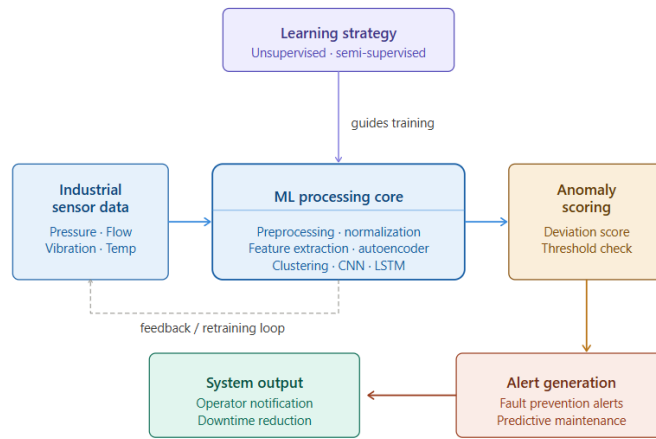 Learning strategy
Unsupervised · semi-supervised
guides training
Industrial
sensor data
Pressure · Flow
Vibration · Temp
ML processing core
Preprocessing · normalization
Feature extraction · autoencoder
Clustering · CNN · LSTM
Anomaly
scoring
Deviation score
Threshold check
feedback / retraining loop
System output
Operator notification
Downtime reduction
Alert generation
Fault prevention alerts
Predictive maintenance